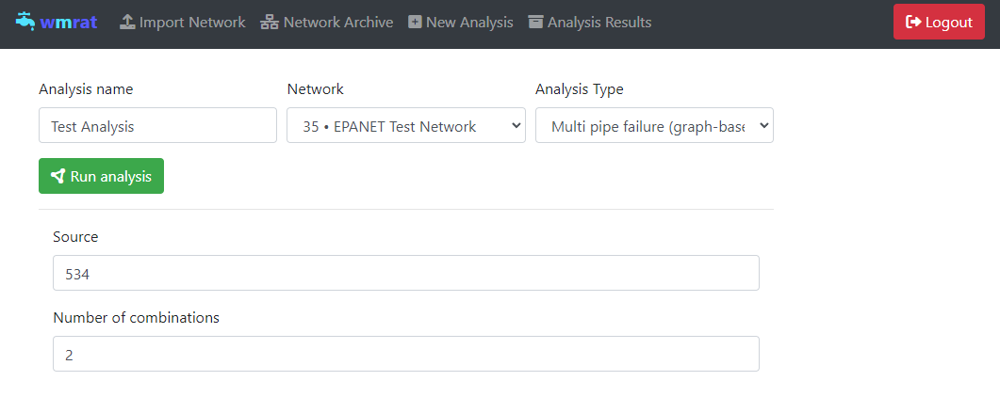 wmrat Import Network Network Archive New Analysis Analysis Results Logout
Analysis name Network Analysis Type
Test Analysis 35 • EPANET Test Network Multi pipe failure (graph-base
Run analysis
Source
534
Number of combinations
2